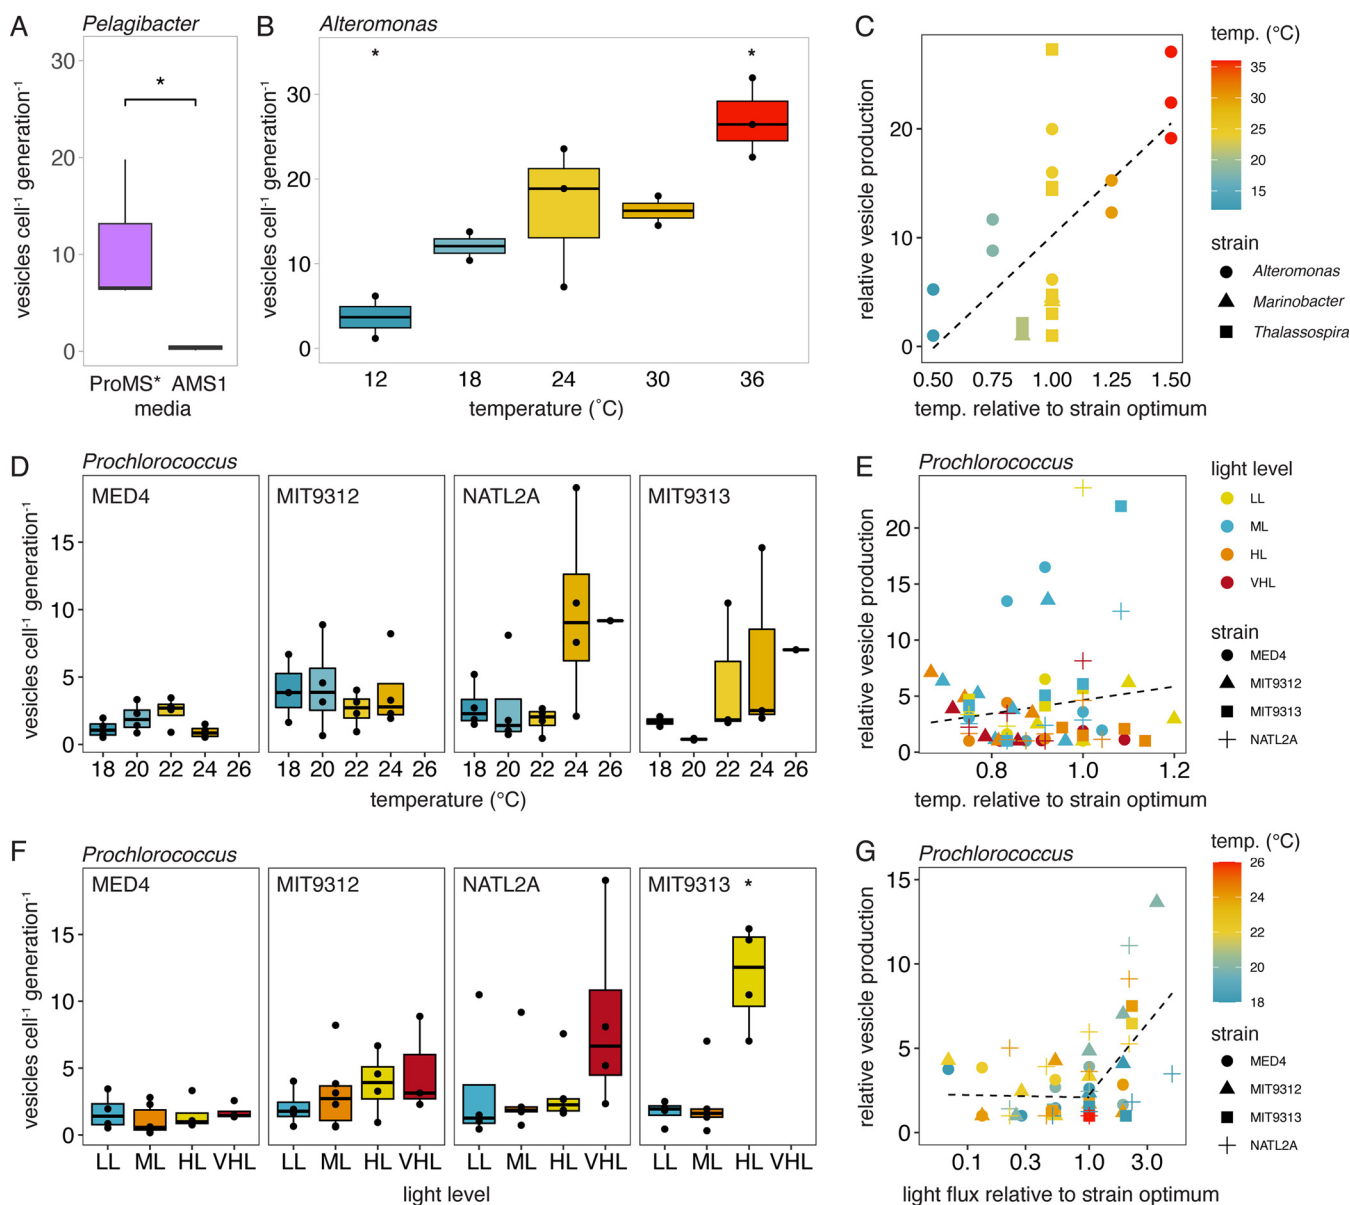 A
Pelagibacter
vesicles cell⁻¹ generation⁻¹
30
20
10
0
*
ProMS* AMS1
media
B
Alteromonas
vesicles cell⁻¹ generation⁻¹
30
20
10
0
*
*
12 18 24 30 36
temperature (˚C)
C
relative vesicle production
20
10
0
0.50 0.75 1.00 1.25 1.50
temp. relative to strain optimum
temp. (°C)
35
30
25
20
15
strain
Alteromonas
Marinobacter
Thalassospira
D
Prochlorococcus
vesicles cell⁻¹ generation⁻¹
15
10
5
0
MED4
MIT9312
NATL2A
MIT9313
18 20 22 24 26
18 20 22 24 26
18 20 22 24 26
18 20 22 24 26
temperature (°C)
E
Prochlorococcus
relative vesicle production
20
15
10
5
0
0.8 1.0 1.2
temp. relative to strain optimum
light level
LL
ML
HL
VHL
strain
MED4
MIT9312
MIT9313
NATL2A
F
Prochlorococcus
vesicles cell⁻¹ generation⁻¹
15
10
5
0
MED4
MIT9312
NATL2A
MIT9313
*
LL ML HL VHL
LL ML HL VHL
LL ML HL VHL
LL ML HL VHL
light level
G
Prochlorococcus
relative vesicle production
15
10
5
0
0.1 0.3 1.0 3.0
light flux relative to strain optimum
temp. (°C)
26
24
22
20
18
strain
MED4
MIT9312
MIT9313
NATL2A